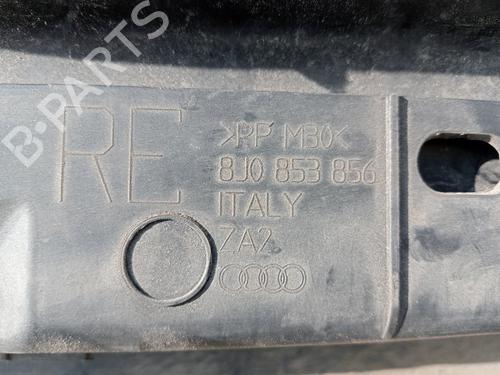 RE
>PP M30<
8J0 853 856
ITALY
ZA2
B-PARTS